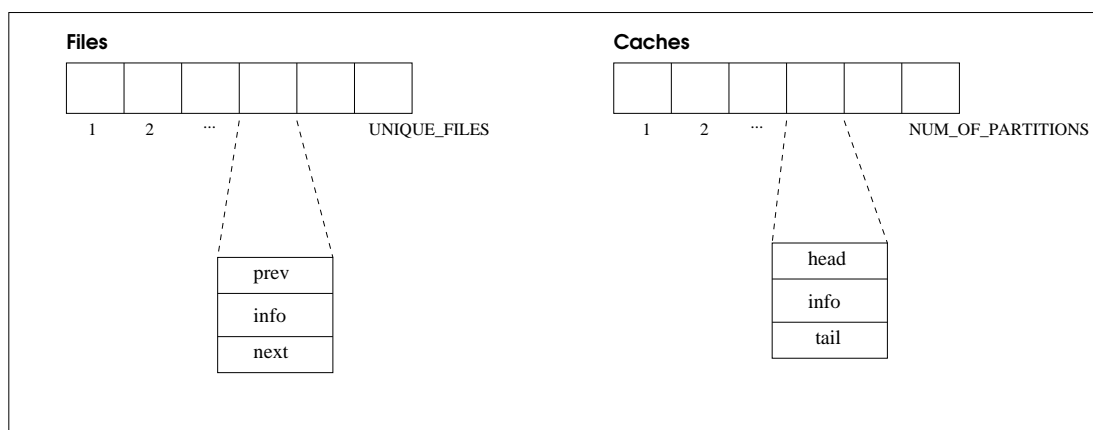 Files
1 2 ... UNIQUE_FILES
prev
info
next
Caches
1 2 ... NUM_OF_PARTITIONS
head
info
tail